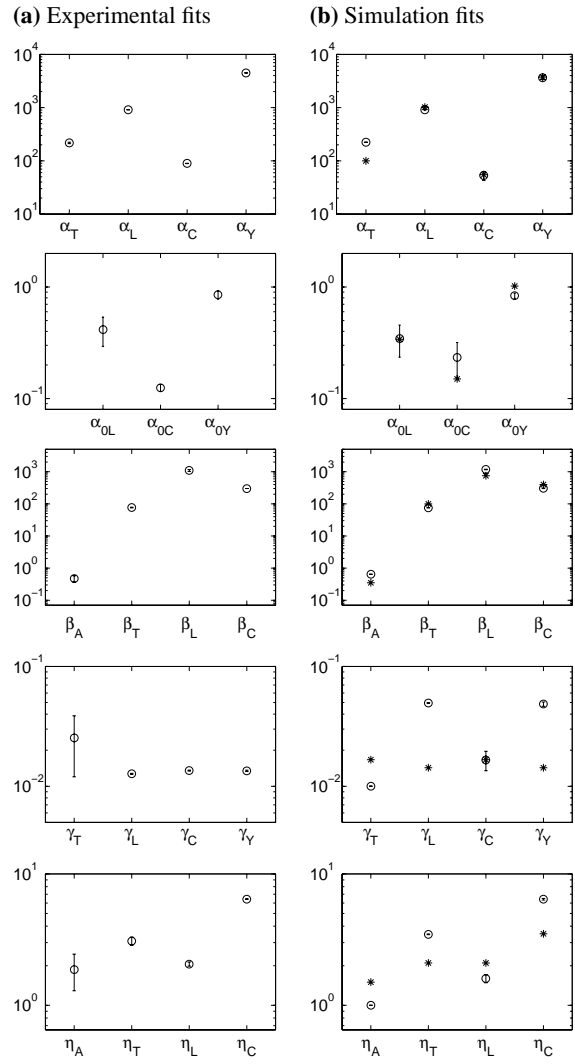 (a) Experimental fits (b) Simulation fits
10^4 10^4
10^3 10^3
10^2 10^2
10^1 10^1
α_T α_L α_C α_Y α_T α_L α_C α_Y
10^0 10^0
10^−1 10^−1
α_0L α_0C α_0Y α_0L α_0C α_0Y
10^3 10^3
10^2 10^2
10^1 10^1
10^0 10^0
10^−1 10^−1
β_A β_T β_L β_C β_A β_T β_L β_C
10^−1 10^−1
10^−2 10^−2
γ_T γ_L γ_C γ_Y γ_T γ_L γ_C γ_Y
10^1 10^1
10^0 10^0
η_A η_T η_L η_C η_A η_T η_L η_C